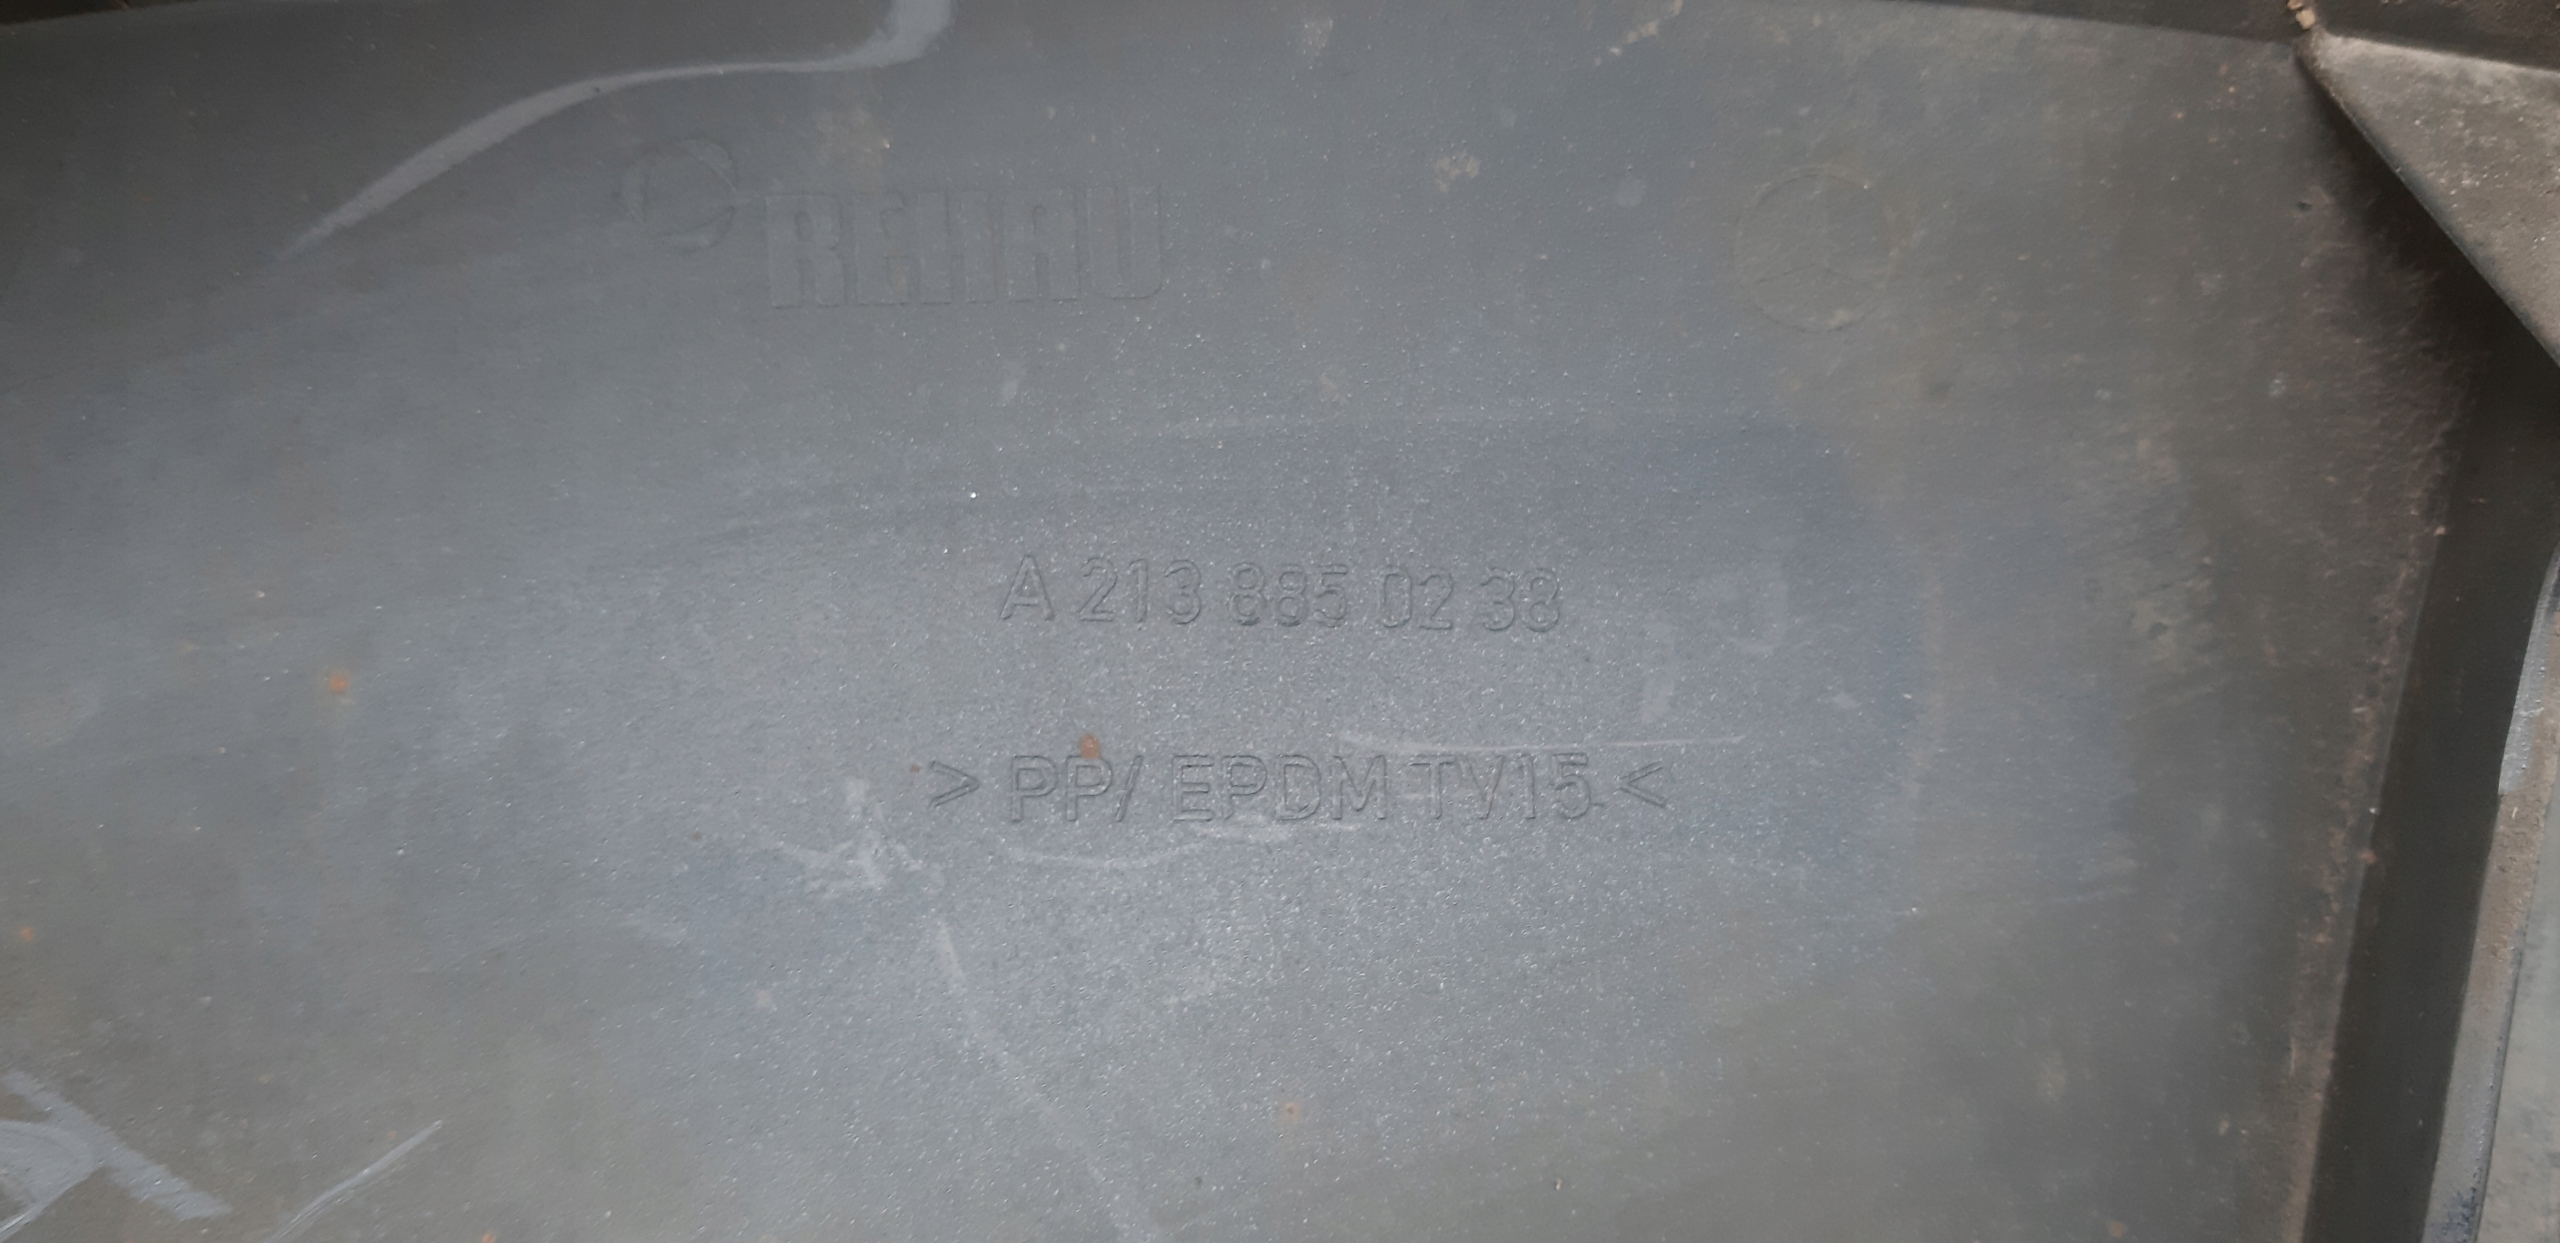 REHAU
A 213 885 02 38
> PP/ EPDM TV15 <